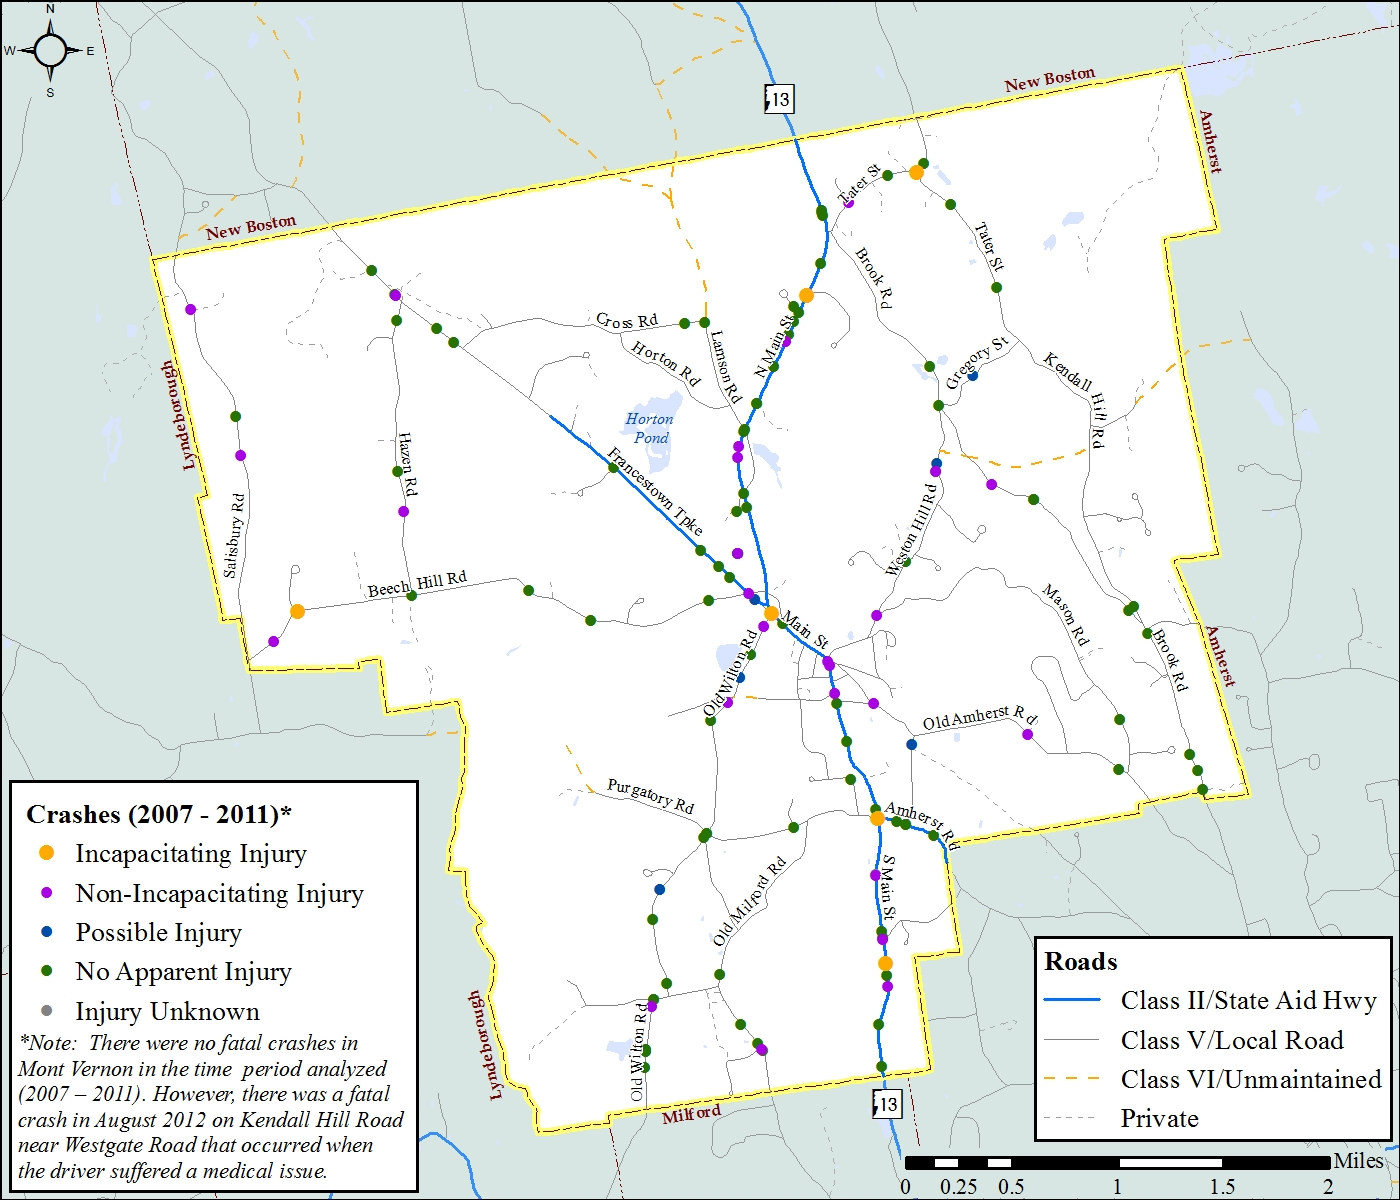 N
W E
S
13
New Boston
Amherst
New Boston
Tater St
Tater St
Brook Rd
Cross Rd
N Main St
Lamson Rd
Horton Rd
Gregory St
Kendall Hill Rd
Lyndeborough
Horton
Pond
Hazen Rd
Francestown Tpke
Salisbury Rd
Weston Hill Rd
Beech Hill Rd
Mason Rd
Main St
Old Wilton Rd
Brook Rd
Amherst
Old Amherst Rd
Purgatory Rd
Amherst Rd
S Main St
Old Milford Rd
Lyndeborough
Old Wilton Rd
Milford
13
Crashes (2007 - 2011)*
Incapacitating Injury
Non-Incapacitating Injury
Possible Injury
No Apparent Injury
Injury Unknown
*Note: There were no fatal crashes in
Mont Vernon in the time period analyzed
(2007 – 2011). However, there was a fatal
crash in August 2012 on Kendall Hill Road
near Westgate Road that occurred when
the driver suffered a medical issue.
Roads
Class II/State Aid Hwy
Class V/Local Road
Class VI/Unmaintained
Private
Miles
0 0.25 0.5 1 1.5 2